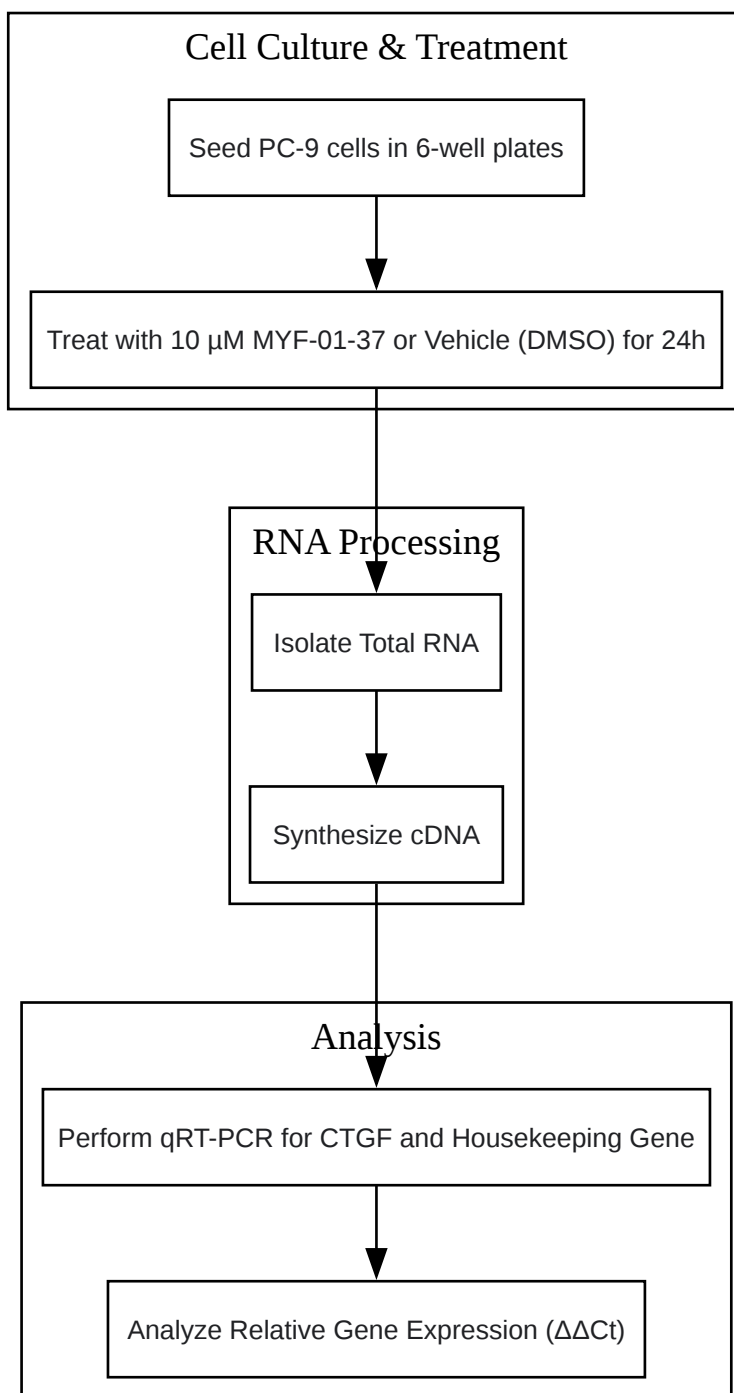 Cell Culture & Treatment
Seed PC-9 cells in 6-well plates
Treat with 10 µM MYF-01-37 or Vehicle (DMSO) for 24h
RNA Processing
Isolate Total RNA
Synthesize cDNA
Analysis
Perform qRT-PCR for CTGF and Housekeeping Gene
Analyze Relative Gene Expression (ΔΔCt)